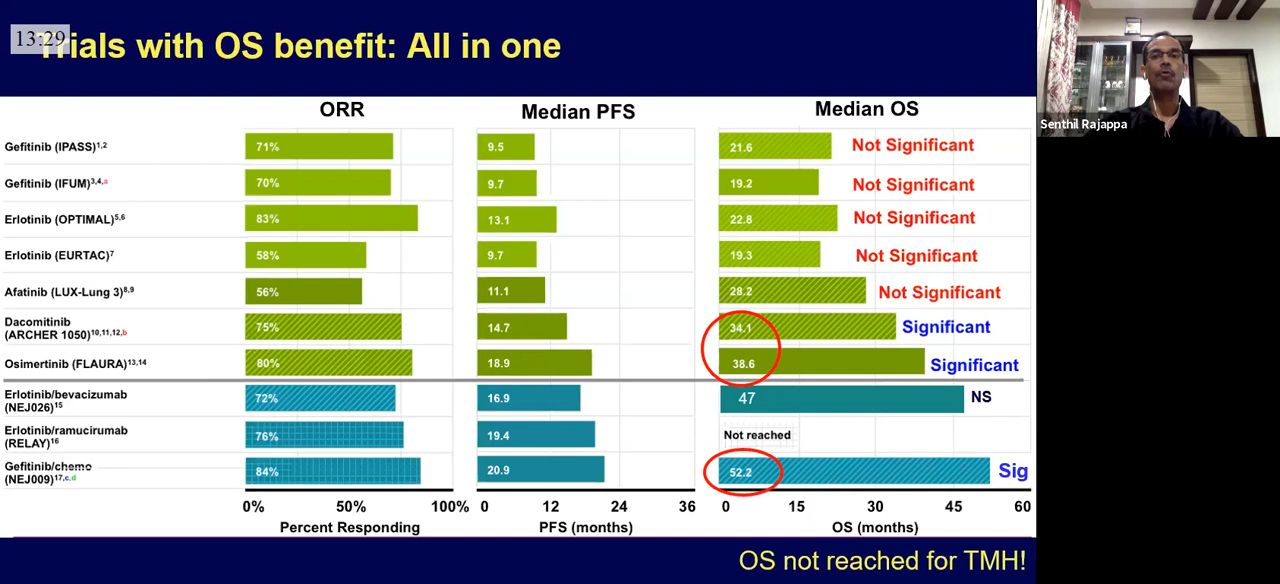 13:29
Trials with OS benefit: All in one
Senthil Rajappa
ORR Median PFS Median OS
Gefitinib (IPASS)1,2 71% 9.5 21.6 Not Significant
Gefitinib (IFUM)3,4,a 70% 9.7 19.2 Not Significant
Erlotinib (OPTIMAL)5,6 83% 13.1 22.8 Not Significant
Erlotinib (EURTAC)7 58% 9.7 19.3 Not Significant
Afatinib (LUX-Lung 3)8,9 56% 11.1 28.2 Not Significant
Dacomitinib
(ARCHER 1050)10,11,12,b 75% 14.7 34.1 Significant
Osimertinib (FLAURA)13,14 80% 18.9 38.6 Significant
Erlotinib/bevacizumab
(NEJ026)15 72% 16.9 47 NS
Erlotinib/ramucirumab
(RELAY)16 76% 19.4 Not reached
Gefitinib/chemo
(NEJ009)17,c,d 84% 20.9 52.2 Sig
0% 50% 100% 0 12 24 36 0 15 30 45 60
Percent Responding PFS (months) OS (months)
OS not reached for TMH!